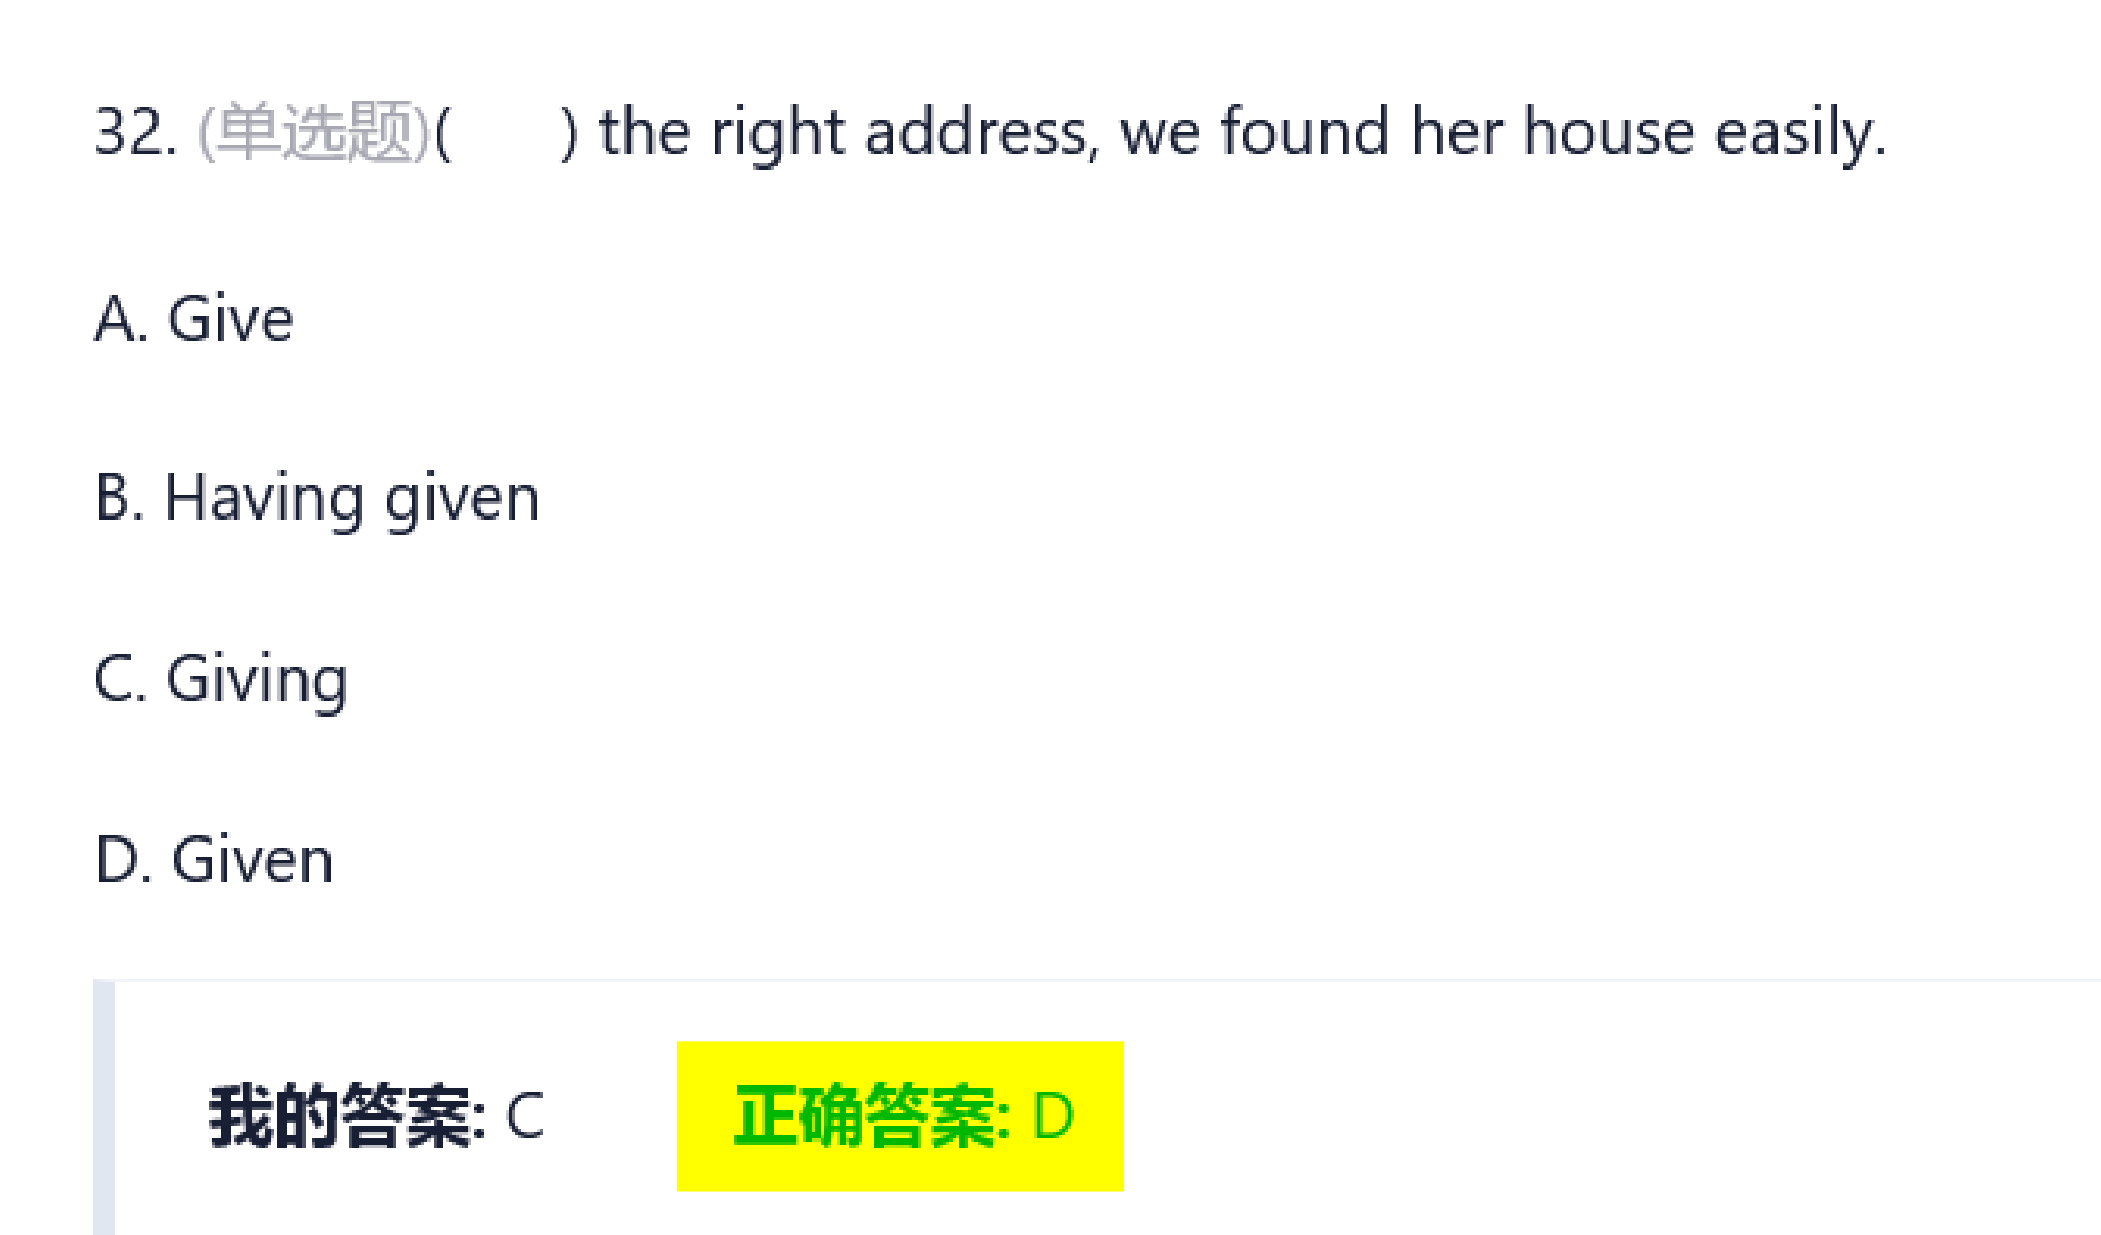 32. (单选题)(      ) the right address, we found her house easily.
A. Give
B. Having given
C. Giving
D. Given
我的答案: C 正确答案: D